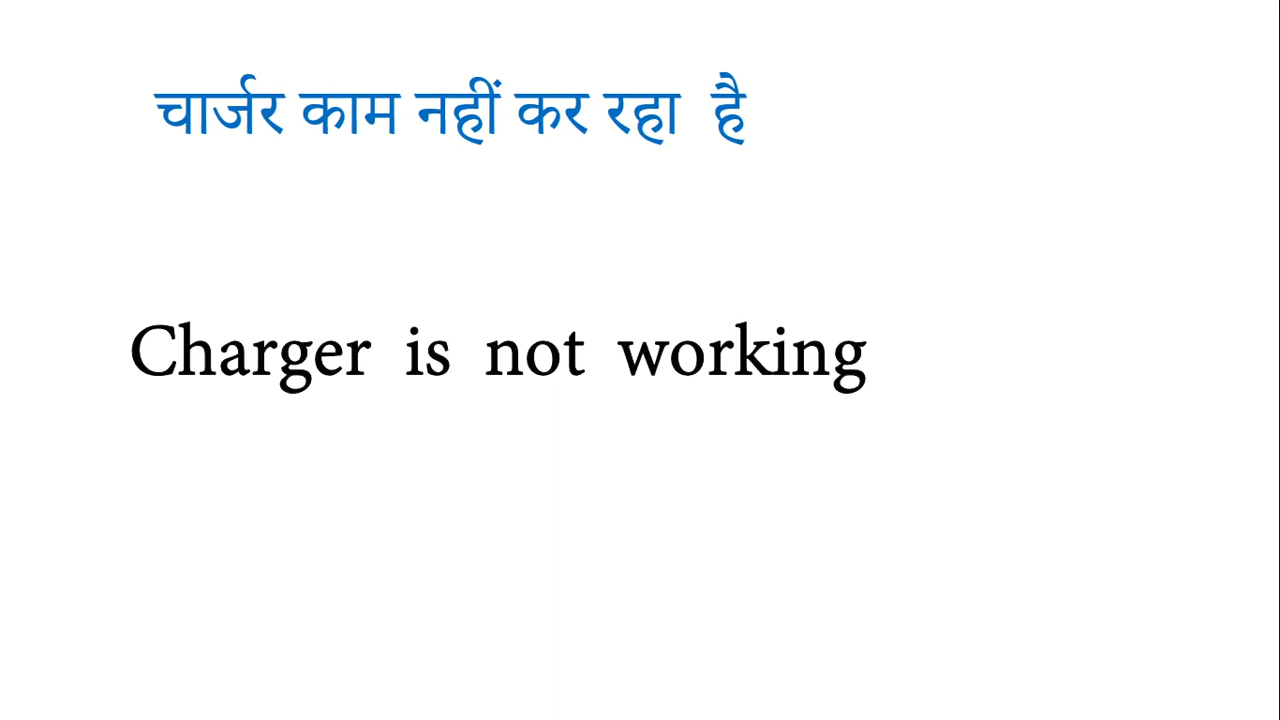 चार्जर काम नहीं कर रहा है
Charger is not working